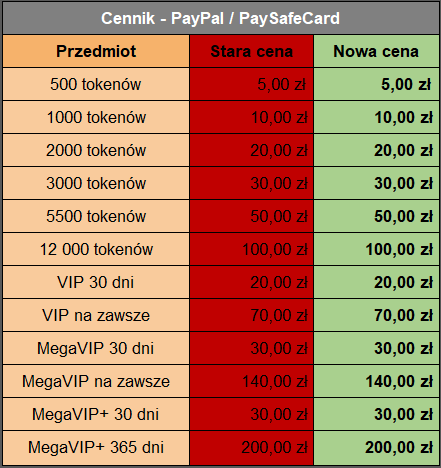 Cennik - PayPal / PaySafeCard
Przedmiot Stara cena Nowa cena
500 tokenów 5,00 zł 5,00 zł
1000 tokenów 10,00 zł 10,00 zł
2000 tokenów 20,00 zł 20,00 zł
3000 tokenów 30,00 zł 30,00 zł
5500 tokenów 50,00 zł 50,00 zł
12 000 tokenów 100,00 zł 100,00 zł
VIP 30 dni 20,00 zł 20,00 zł
VIP na zawsze 70,00 zł 70,00 zł
MegaVIP 30 dni 30,00 zł 30,00 zł
MegaVIP na zawsze 140,00 zł 140,00 zł
MegaVIP+ 30 dni 30,00 zł 30,00 zł
MegaVIP+ 365 dni 200,00 zł 200,00 zł